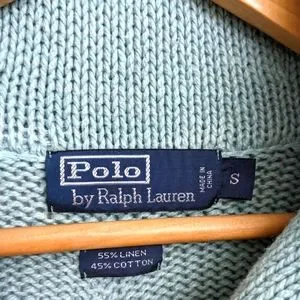 Polo
by Ralph Lauren
MADE IN
CHINA
S
55% LINEN
45% COTTON